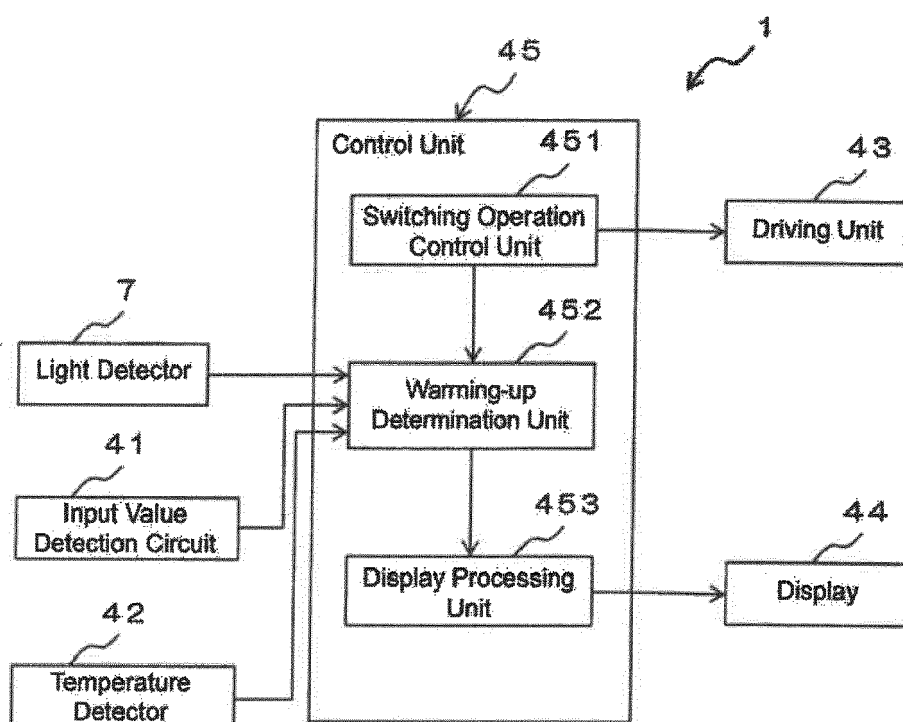 1
45
Control Unit
451
Switching Operation
Control Unit
43
Driving Unit
7
Light Detector
452
Warming-up
Determination Unit
41
Input Value
Detection Circuit
453
Display Processing
Unit
44
Display
42
Temperature
Detector